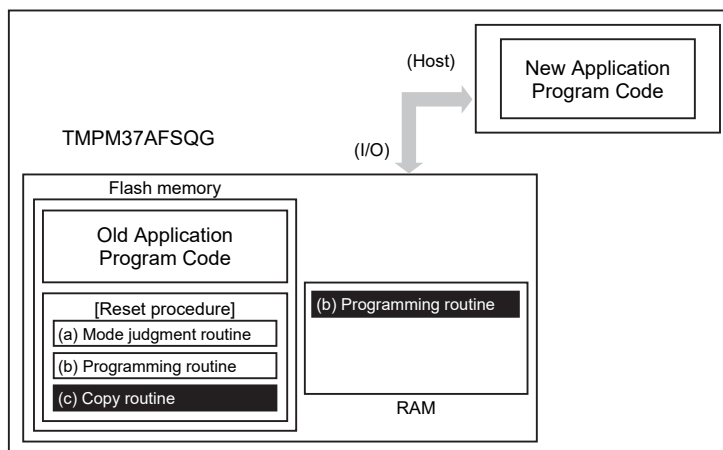 (Host)
New Application
Program Code
TMPM37AFSQG
(I/O)
Flash memory
Old Application
Program Code
[Reset procedure]
(a) Mode judgment routine
(b) Programming routine
(c) Copy routine
(b) Programming routine
RAM